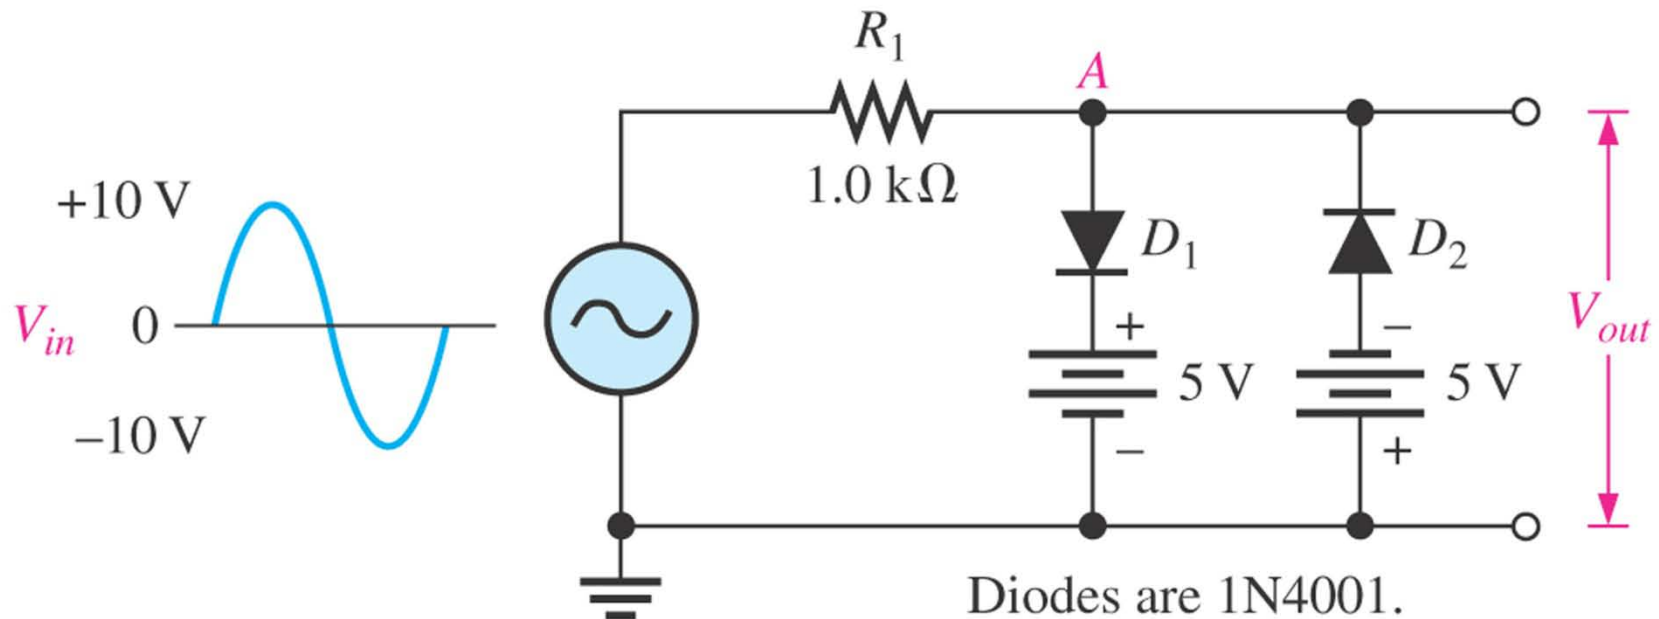 R1
A
1.0 kΩ
+10 V
D1
D2
Vin
0
+
−
Vout
5 V
5 V
−10 V
−
+
Diodes are 1N4001.